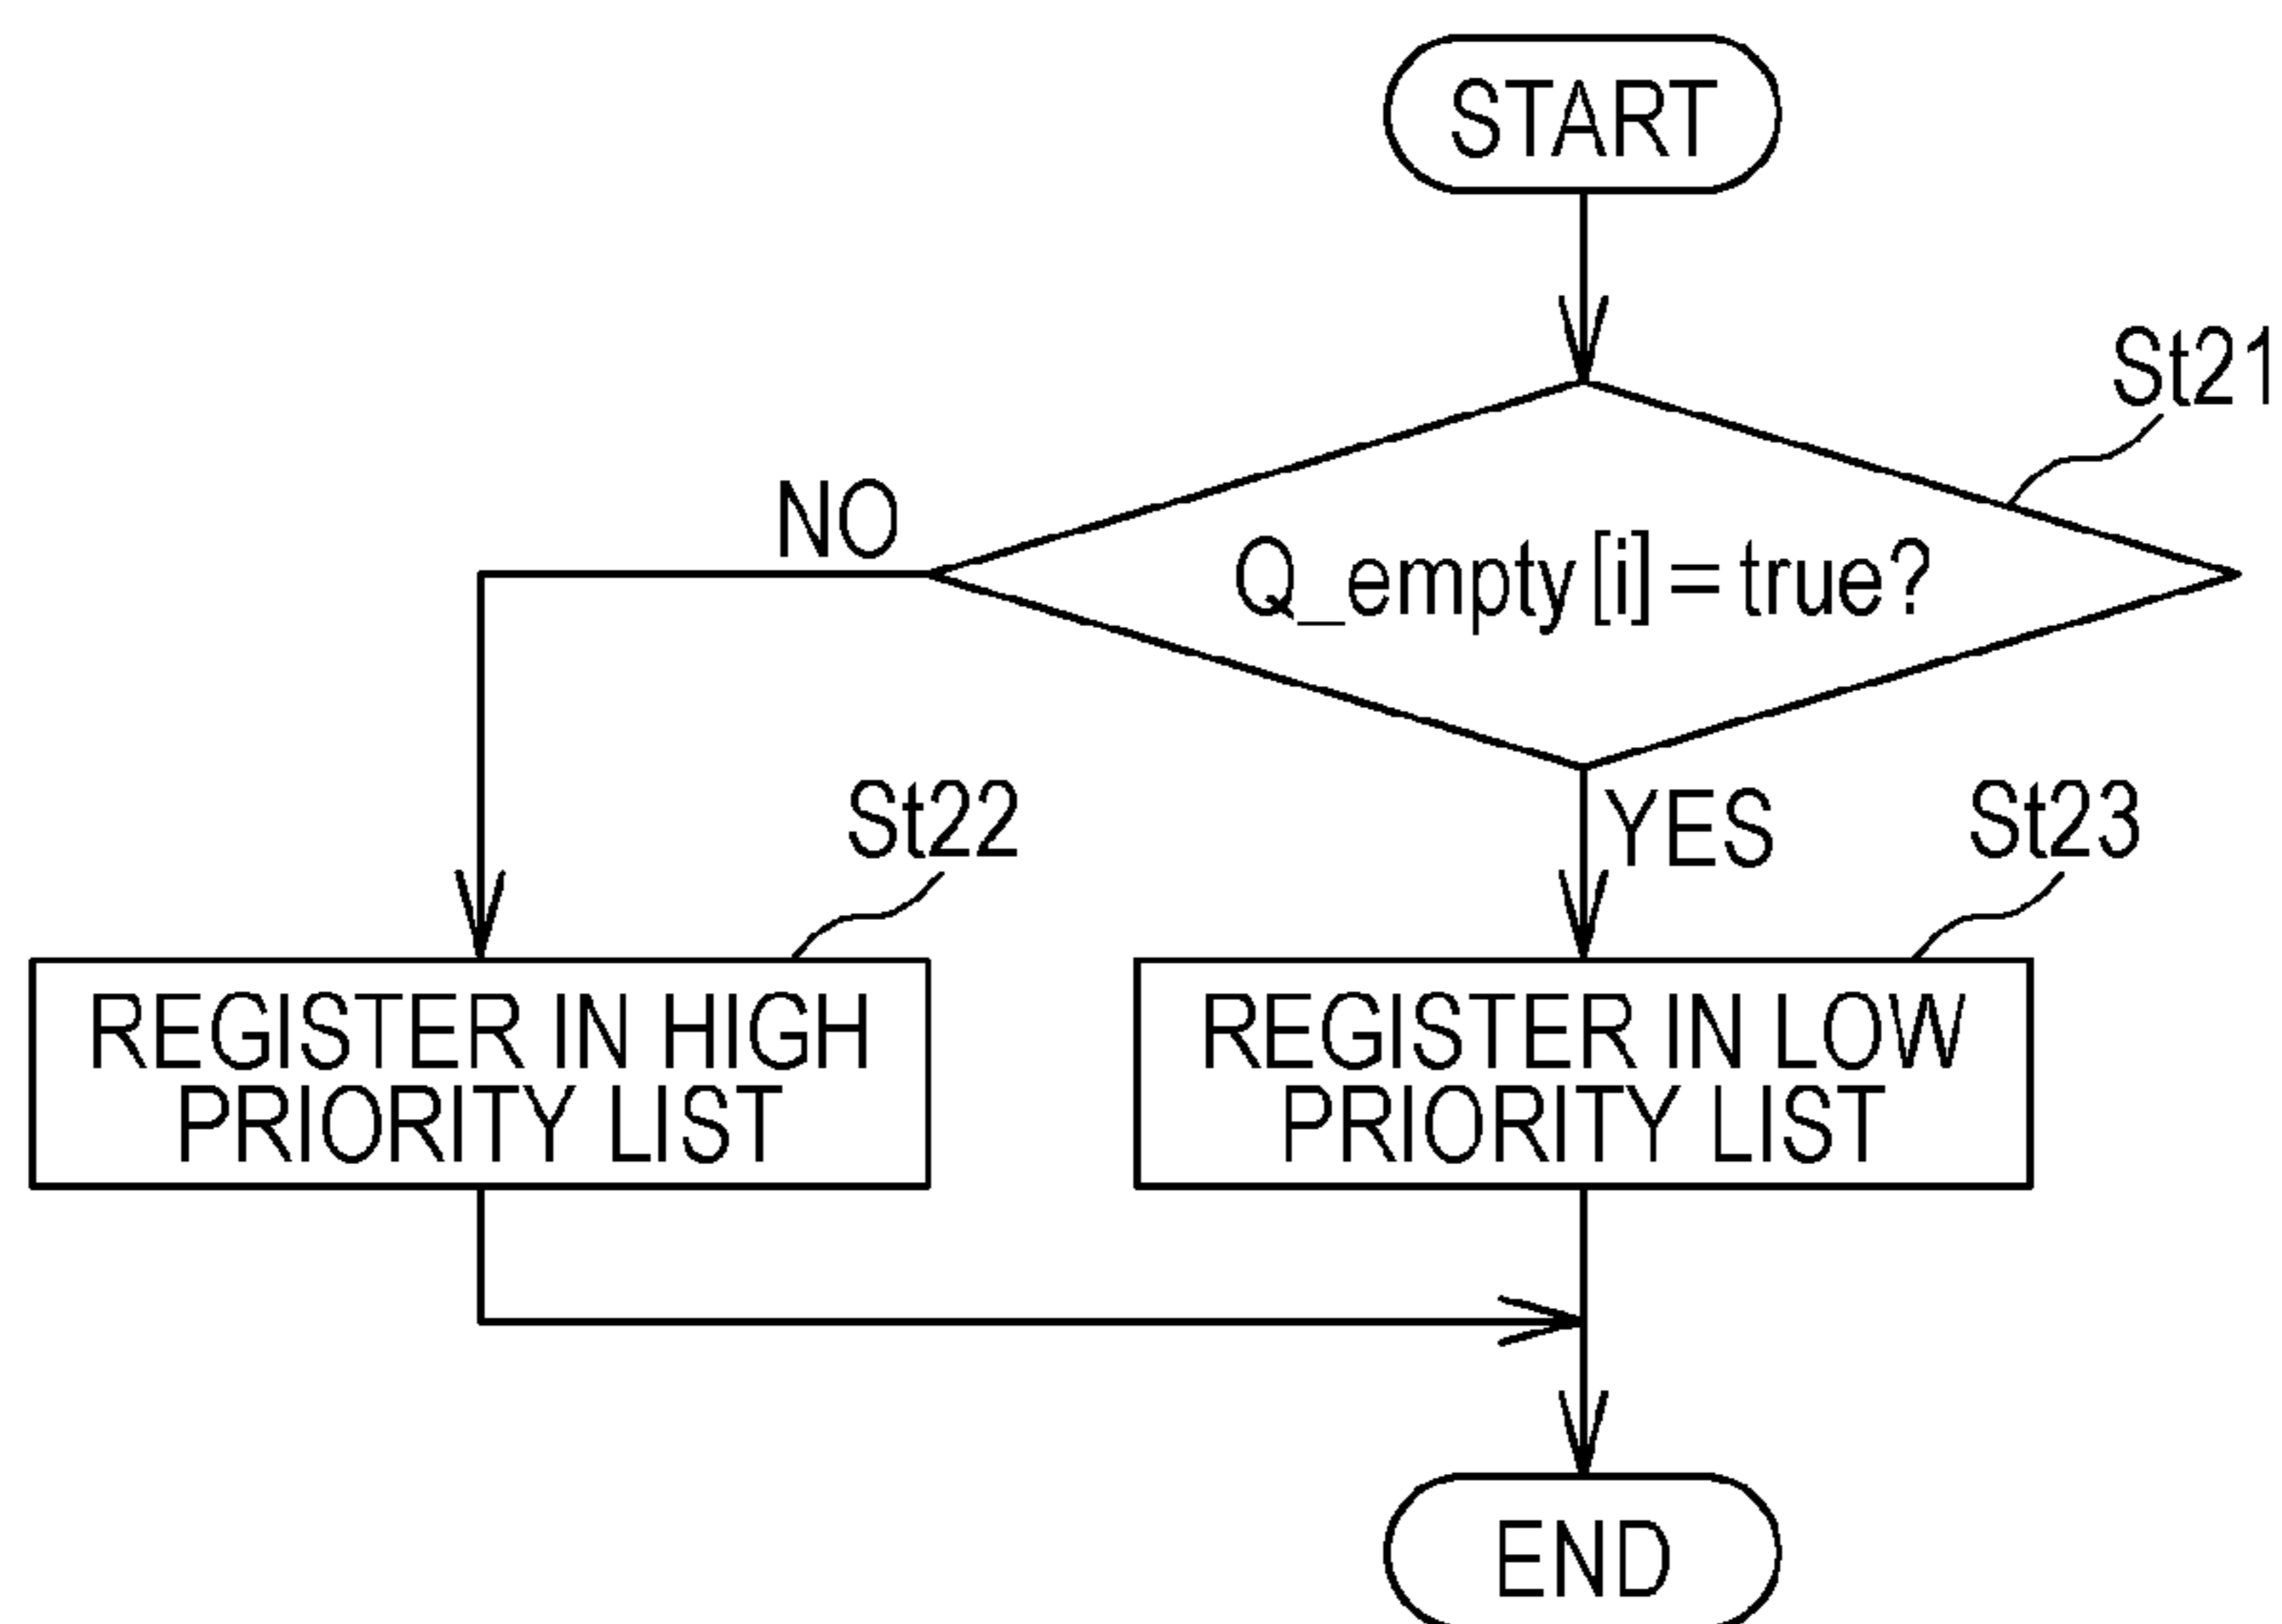 START
St21
NO
Q_empty [i] = true?
St22
YES
St23
REGISTER IN HIGH
PRIORITY LIST
REGISTER IN LOW
PRIORITY LIST
END